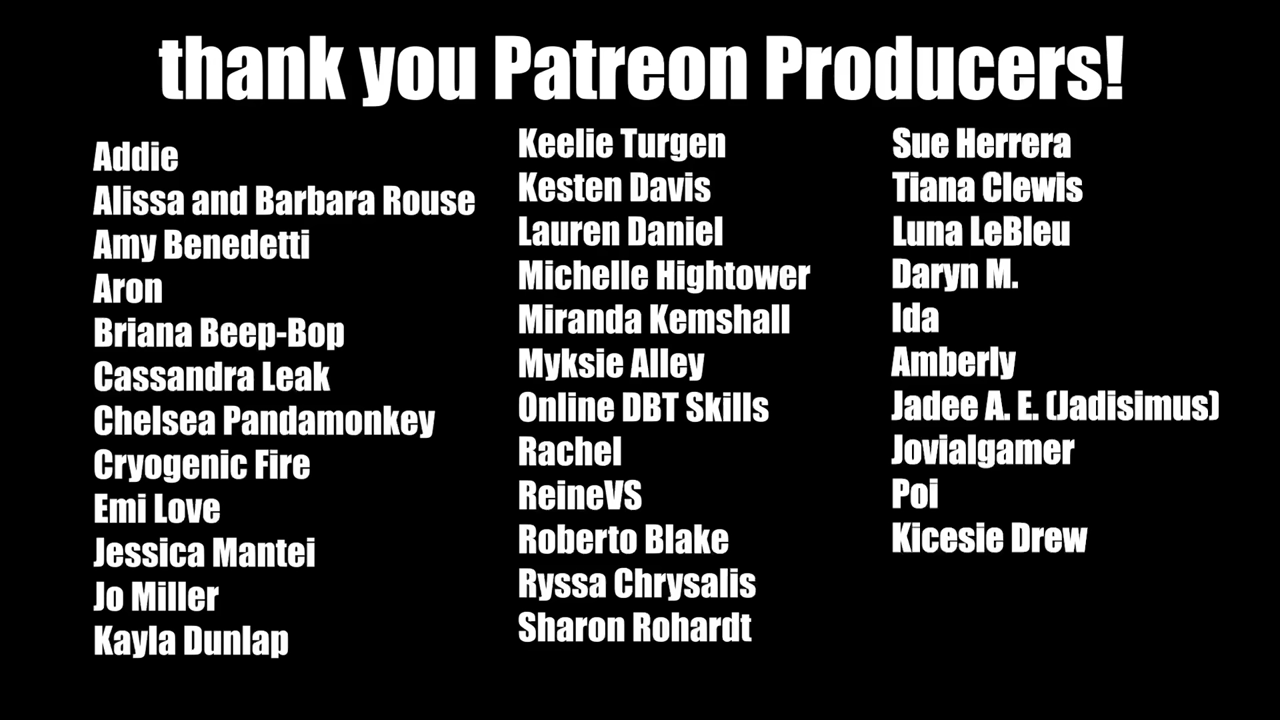 thank you Patreon Producers!
Addie
Alissa and Barbara Rouse
Amy Benedetti
Aron
Briana Beep-Bop
Cassandra Leak
Chelsea Pandamonkey
Cryogenic Fire
Emi Love
Jessica Mantei
Jo Miller
Kayla Dunlap
Keelie Turgen
Kesten Davis
Lauren Daniel
Michelle Hightower
Miranda Kemshall
Myksie Alley
Online DBT Skills
Rachel
ReineVS
Roberto Blake
Ryssa Chrysalis
Sharon Rohardt
Sue Herrera
Tiana Clewis
Luna LeBleu
Daryn M.
Ida
Amberly
Jadee A. E. (Jadisimus)
Jovialgamer
Poi
Kicesie Drew